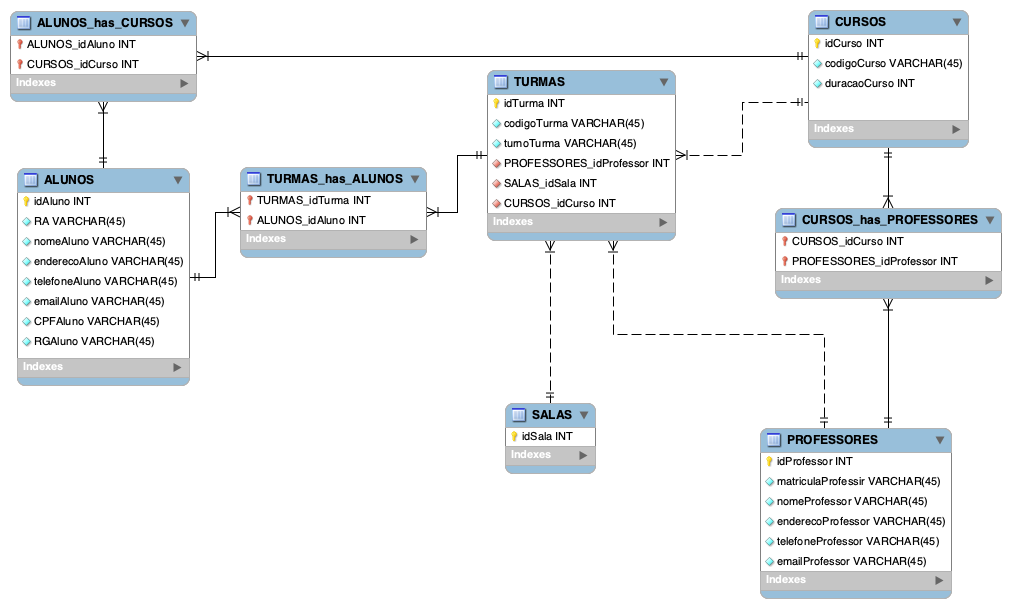 ALUNOS_has_CURSOS
ALUNOS_idAluno INT
CURSOS_idCurso INT
Indexes
CURSOS
idCurso INT
codigoCurso VARCHAR(45)
duracaoCurso INT
Indexes
TURMAS
idTurma INT
codigoTurma VARCHAR(45)
turnoTurma VARCHAR(45)
PROFESSORES_idProfessor INT
SALAS_idSala INT
CURSOS_idCurso INT
Indexes
ALUNOS
idAluno INT
RA VARCHAR(45)
nomeAluno VARCHAR(45)
enderecoAluno VARCHAR(45)
telefoneAluno VARCHAR(45)
emailAluno VARCHAR(45)
CPFAluno VARCHAR(45)
RGAluno VARCHAR(45)
Indexes
TURMAS_has_ALUNOS
TURMAS_idTurma INT
ALUNOS_idAluno INT
Indexes
CURSOS_has_PROFESSORES
CURSOS_idCurso INT
PROFESSORES_idProfessor INT
Indexes
SALAS
idSala INT
Indexes
PROFESSORES
idProfessor INT
matriculaProfessir VARCHAR(45)
nomeProfessor VARCHAR(45)
enderecoProfessor VARCHAR(45)
telefoneProfessor VARCHAR(45)
emailProfessor VARCHAR(45)
Indexes